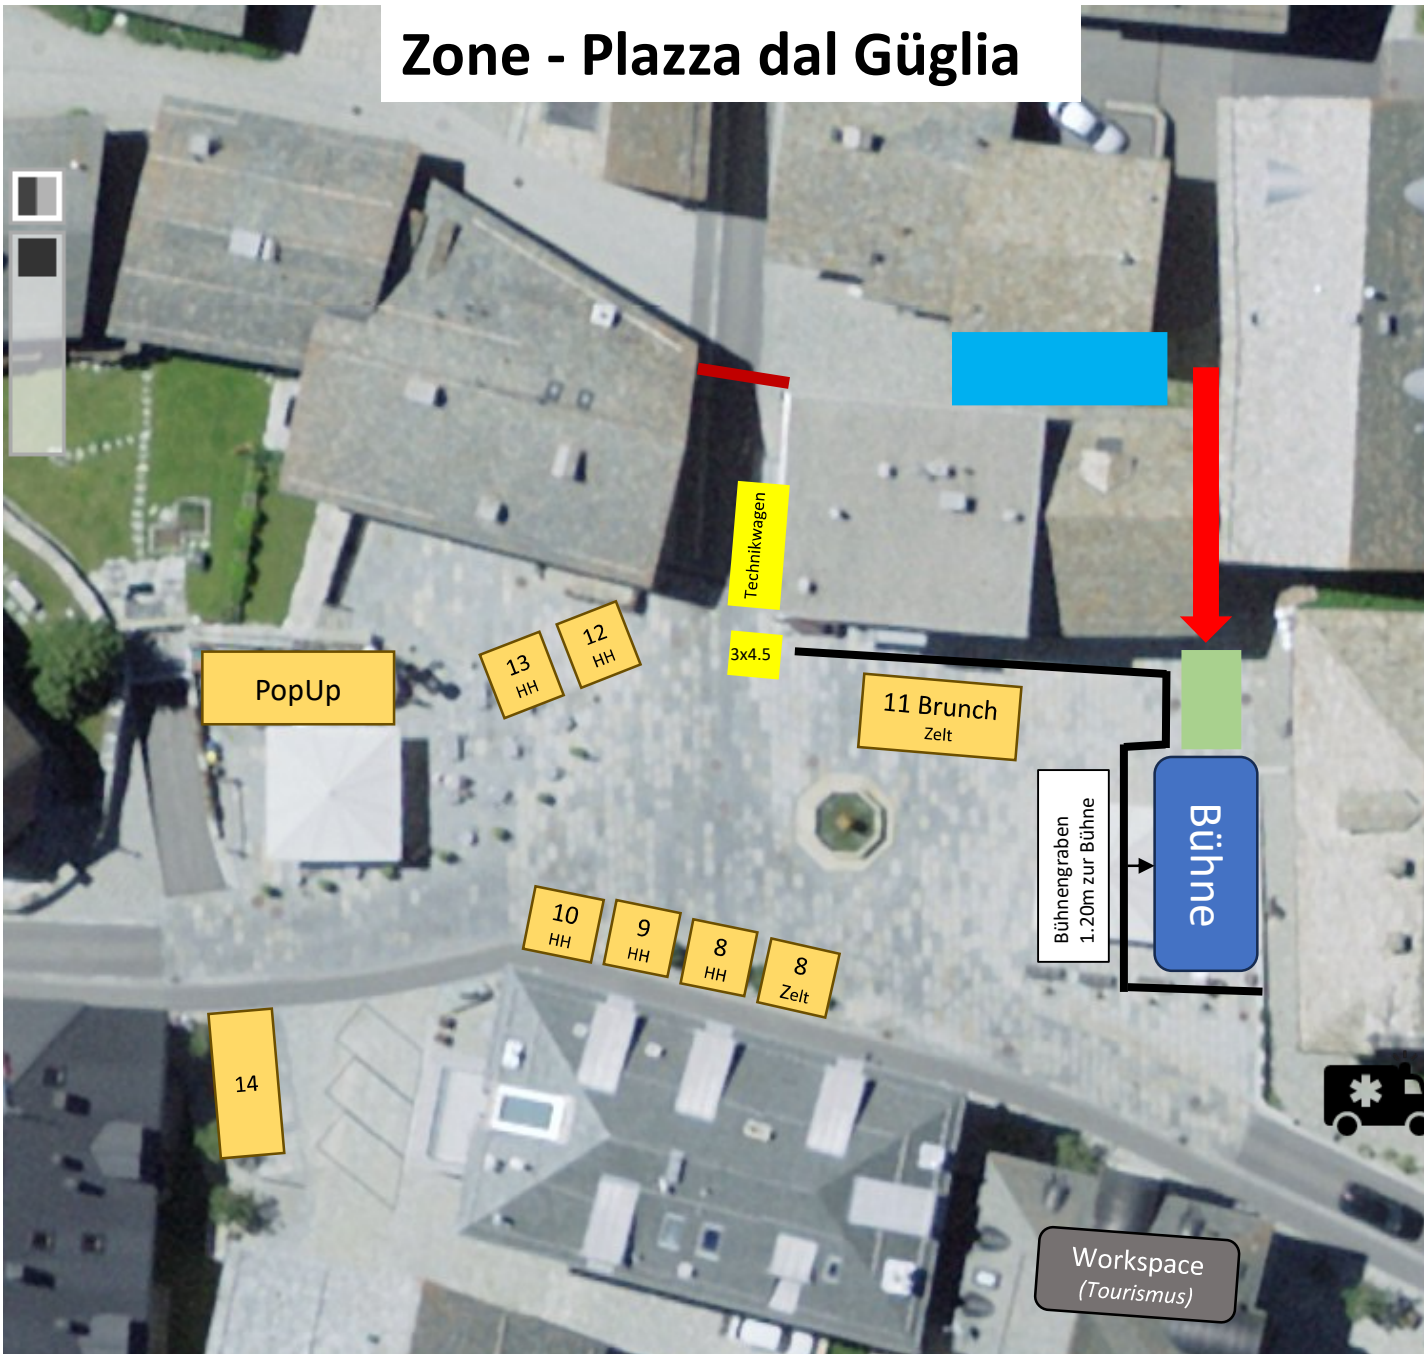 Zone - Plazza dal Güglia
Technikwagen
3x4.5
12
HH
13
HH
PopUp
11 Brunch
Zelt
Bühnengraben
1.20m zur Bühne
Bühne
10
HH
9
HH
8
HH
8
Zelt
14
Workspace
(Tourismus)